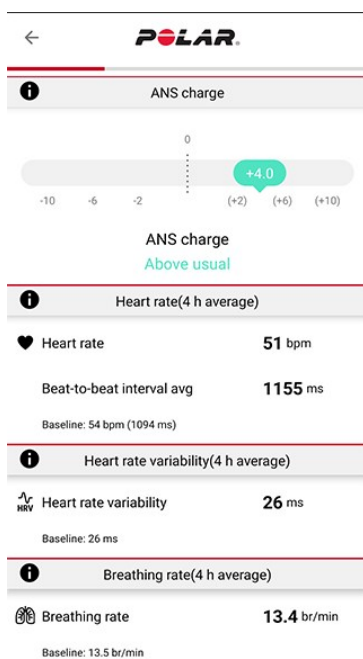 POLAR.
ANS charge
0
+4.0
-10 -6 -2 (+2) (+6) (+10)
ANS charge
Above usual
Heart rate(4 h average)
Heart rate 51 bpm
Beat-to-beat interval avg 1155 ms
Baseline: 54 bpm (1094 ms)
Heart rate variability(4 h average)
HRV Heart rate variability 26 ms
Baseline: 26 ms
Breathing rate(4 h average)
Breathing rate 13.4 br/min
Baseline: 13.5 br/min